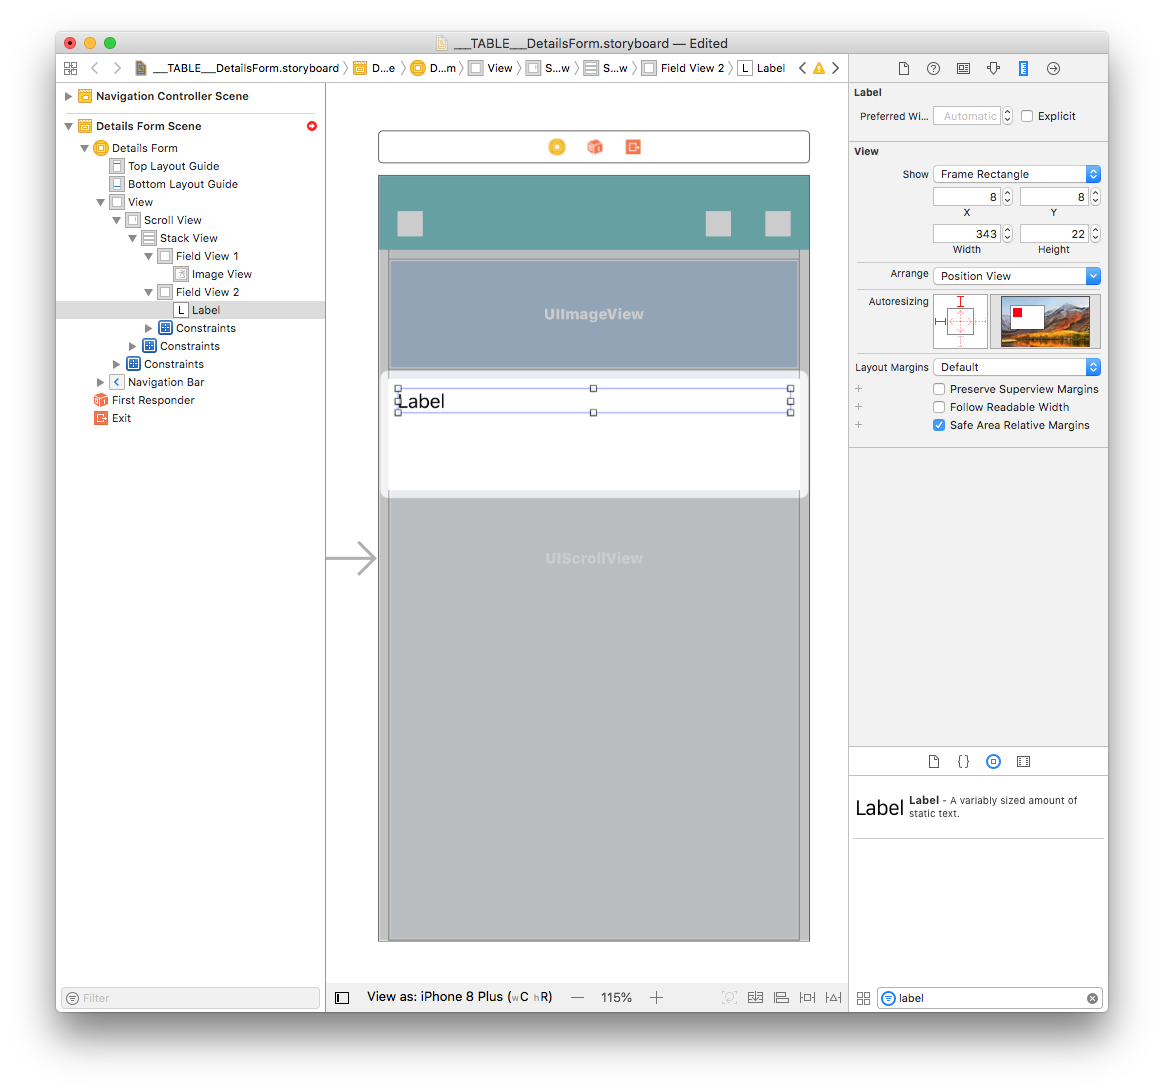 ___TABLE___DetailsForm.storyboard — Edited
___TABLE___DetailsForm.storyboard
D...e
D...m
View
S...w
S...w
Field View 2
L
Label
Navigation Controller Scene
Details Form Scene
Details Form
Top Layout Guide
Bottom Layout Guide
View
Scroll View
Stack View
Field View 1
Image View
Field View 2
L Label
Constraints
Constraints
Constraints
Navigation Bar
First Responder
Exit
Filter
UIImageView
Label
UIScrollView
View as: iPhone 8 Plus (wC hR)
115%
Label
Preferred Wi... Automatic Explicit
View
Show Frame Rectangle
8 8
X Y
343 22
Width Height
Arrange Position View
Autoresizing
Layout Margins Default
Preserve Superview Margins
Follow Readable Width
Safe Area Relative Margins
{}
Label
Label - A variably sized amount of
static text.
label